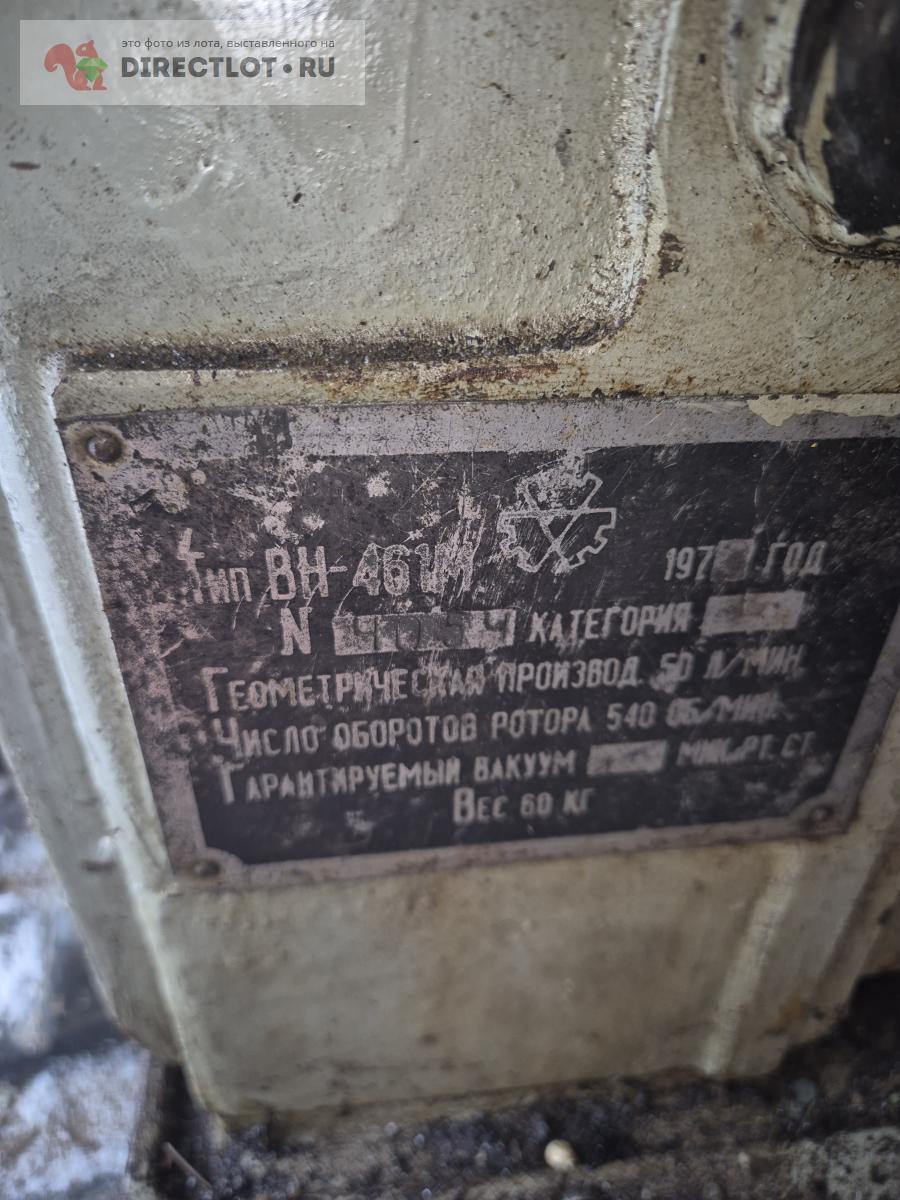 это фото из лота, выставленного на
DIRECTLOT.RU
Тип ВН-461М
197 ГОД
N КАТЕГОРИЯ
ГЕОМЕТРИЧЕСКАЯ ПРОИЗВОД. 50 Л/МИН.
ЧИСЛО ОБОРОТОВ РОТОРА 540 ОБ/МИН.
ГАРАНТИРУЕМЫЙ ВАКУУМ РТ. СТ.
ВЕС 60 КГ